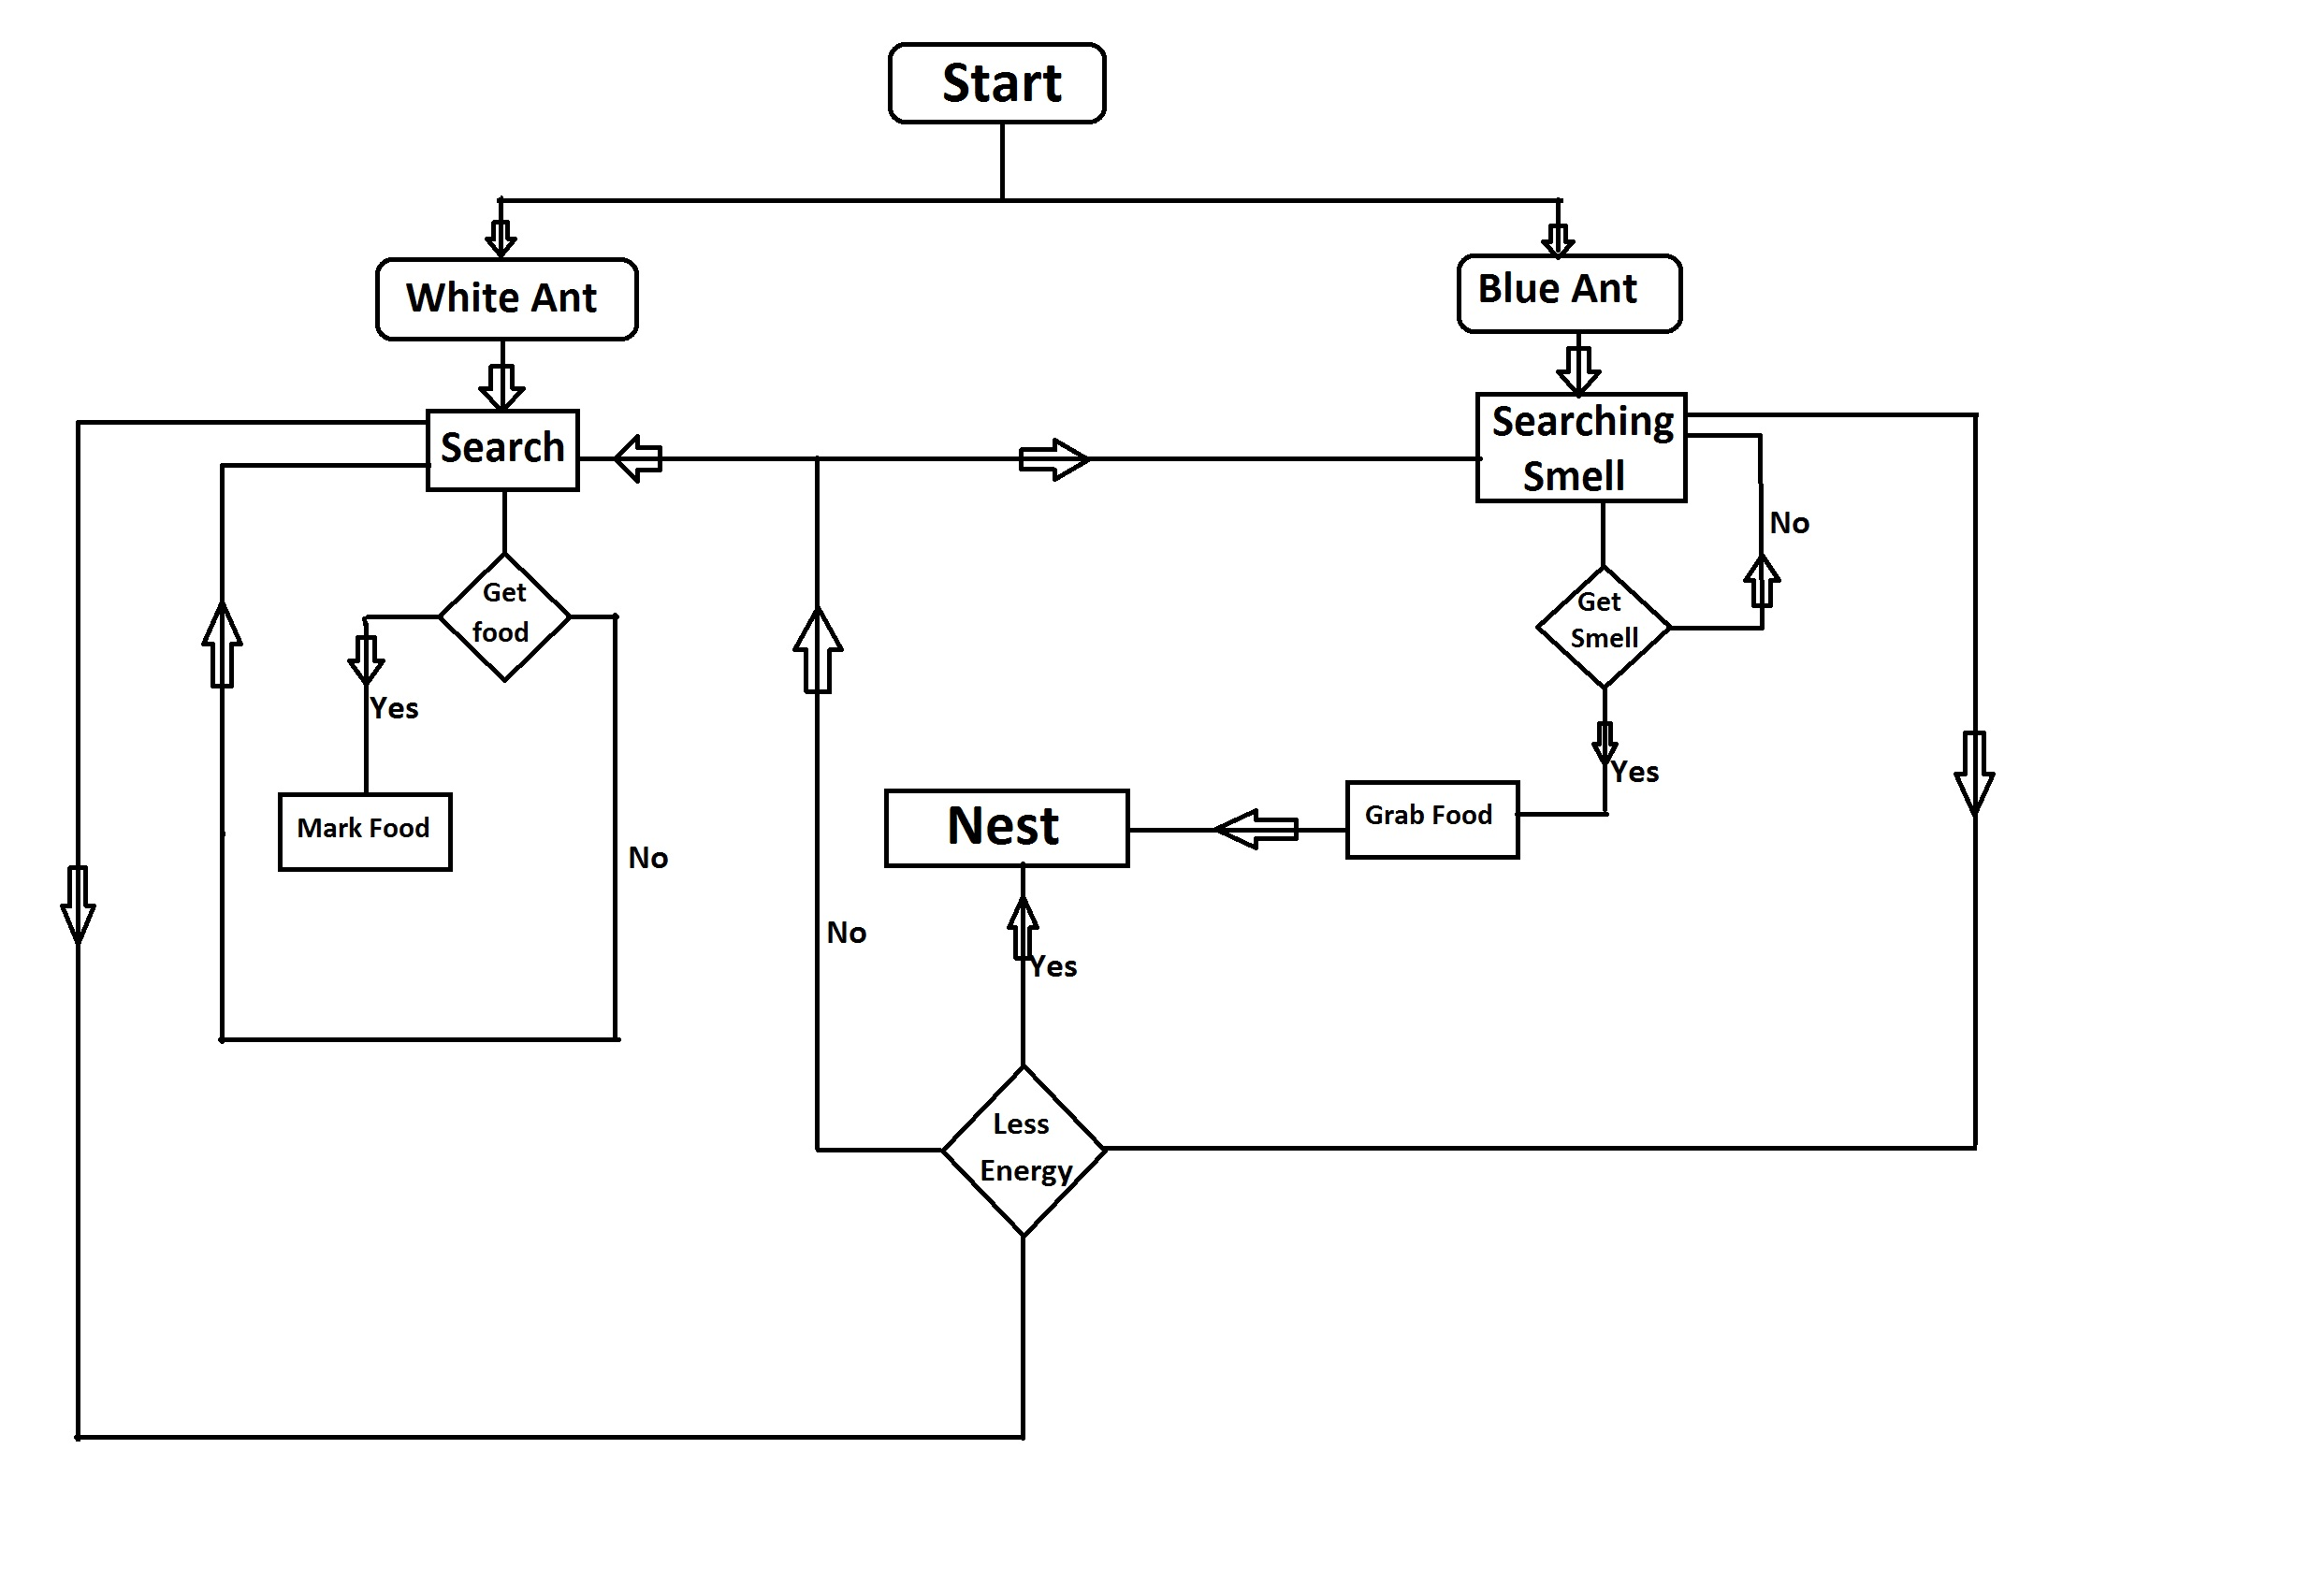 Start
White Ant
Blue Ant
Search
Searching
Smell
No
Get
food
Get
Smell
Yes
Yes
Mark Food
Nest
Grab Food
No
No
Yes
Less
Energy